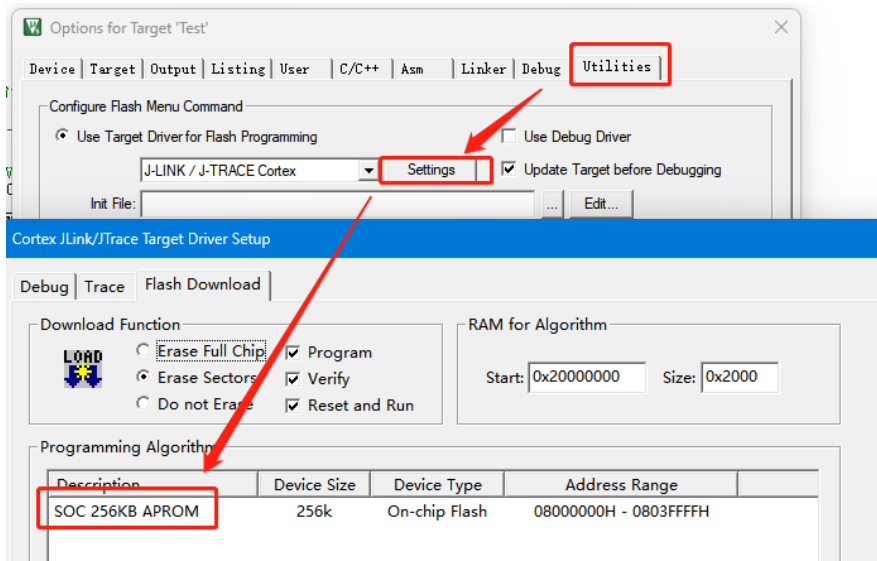 Options for Target 'Test'
Device Target Output Listing User C/C++ Asm Linker Debug Utilities
Configure Flash Menu Command
Use Target Driver for Flash Programming Use Debug Driver
J-LINK / J-TRACE Cortex Settings Update Target before Debugging
Init File: ... Edit...
Cortex JLink/JTrace Target Driver Setup
Debug Trace Flash Download
Download Function RAM for Algorithm
LOAD Erase Full Chip Program
Erase Sectors Verify Start: 0x20000000 Size: 0x2000
Do not Erase Reset and Run
Programming Algorithm
Description Device Size Device Type Address Range
SOC 256KB APROM 256k On-chip Flash 08000000H - 0803FFFFH